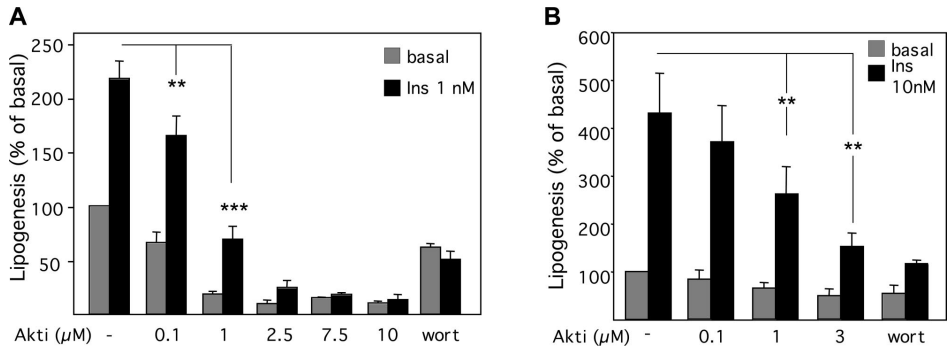 A
Lipogenesis (% of basal)
250
200
150
100
50
basal
Ins 1 nM
**
***
Akti (µM) - 0.1 1 2.5 7.5 10 wort
B
Lipogenesis (% of basal)
600
500
400
300
200
100
basal
Ins
10nM
**
**
Akti (µM) - 0.1 1 3 wort